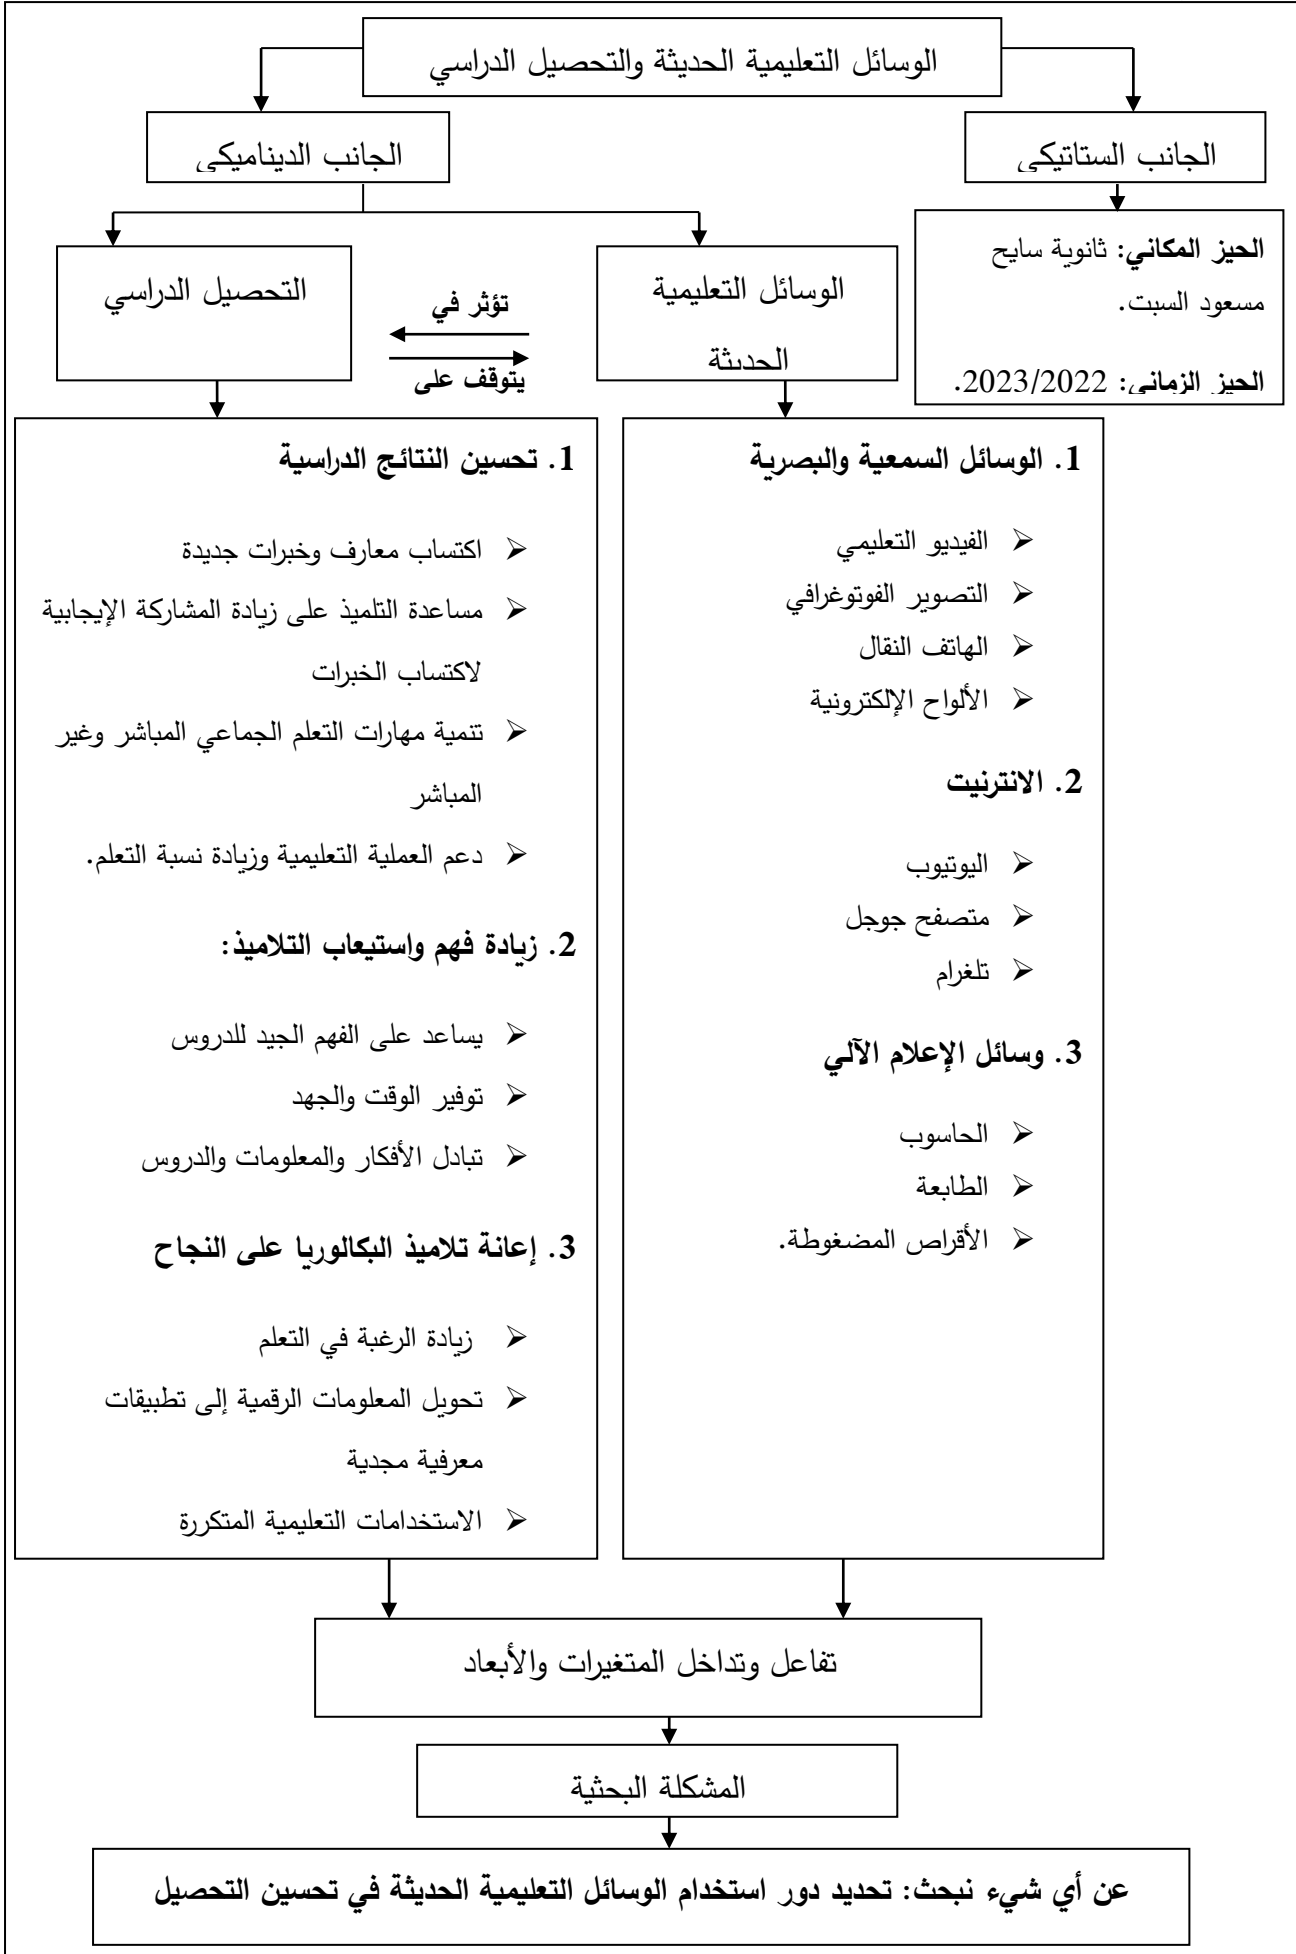 الوسائل التعليمية الحديثة والتحصيل الدراسي
الجانب الستاتيكي
الجانب الديناميكي
الحيز المكاني: ثانوية سايح
مسعود السبت.
الحيز الزماني: 2023/2022.
الوسائل التعليمية
الحديثة
تؤثر في
يتوقف على
التحصيل الدراسي
1. الوسائل السمعية والبصرية
➢ الفيديو التعليمي
➢ التصوير الفوتوغرافي
➢ الهاتف النقال
➢ الألواح الإلكترونية
2. الانترنيت
➢ اليوتيوب
➢ متصفح جوجل
➢ تلغرام
3. وسائل الإعلام الآلي
➢ الحاسوب
➢ الطابعة
➢ الأقراص المضغوطة.
1. تحسين النتائج الدراسية
➢ اكتساب معارف وخبرات جديدة
➢ مساعدة التلميذ على زيادة المشاركة الإيجابية
لاكتساب الخبرات
➢ تتمية مهارات التعلم الجماعي المباشر وغير
المباشر
➢ دعم العملية التعليمية وزيادة نسبة التعلم.
2. زيادة فهم واستيعاب التلاميذ:
➢ يساعد على الفهم الجيد للدروس
➢ توفير الوقت والجهد
➢ تبادل الأفكار والمعلومات والدروس
3. إعانة تلاميذ البكالوريا على النجاح
➢ زيادة الرغبة في التعلم
➢ تحويل المعلومات الرقمية إلى تطبيقات
معرفية مجدية
➢ الاستخدامات التعليمية المتكررة
تفاعل وتداخل المتغيرات والأبعاد
المشكلة البحثية
عن أي شيء نبحث: تحديد دور استخدام الوسائل التعليمية الحديثة في تحسين التحصيل